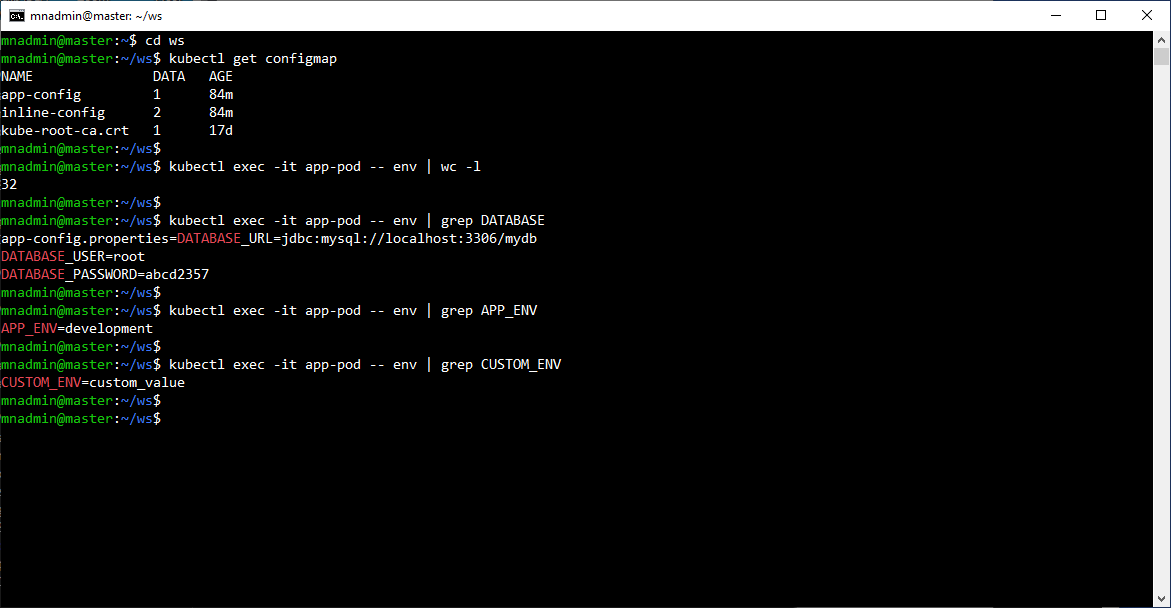 mnadmin@master: ~/ws
mnadmin@master:~$ cd ws
mnadmin@master:~/ws$ kubectl get configmap
NAME               DATA   AGE
app-config         1      84m
inline-config      2      84m
kube-root-ca.crt   1      17d
mnadmin@master:~/ws$
mnadmin@master:~/ws$ kubectl exec -it app-pod -- env | wc -l
32
mnadmin@master:~/ws$
mnadmin@master:~/ws$ kubectl exec -it app-pod -- env | grep DATABASE
app-config.properties=DATABASE_URL=jdbc:mysql://localhost:3306/mydb
DATABASE_USER=root
DATABASE_PASSWORD=abcd2357
mnadmin@master:~/ws$
mnadmin@master:~/ws$ kubectl exec -it app-pod -- env | grep APP_ENV
APP_ENV=development
mnadmin@master:~/ws$
mnadmin@master:~/ws$ kubectl exec -it app-pod -- env | grep CUSTOM_ENV
CUSTOM_ENV=custom_value
mnadmin@master:~/ws$
mnadmin@master:~/ws$